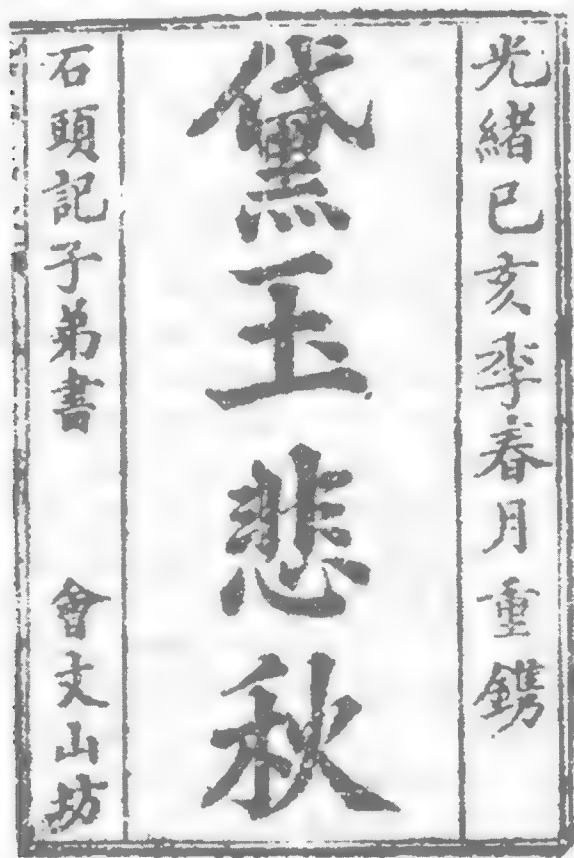 光緒己亥季春月重鐫
黛玉悲秋
石頭記子弟書 會文山坊